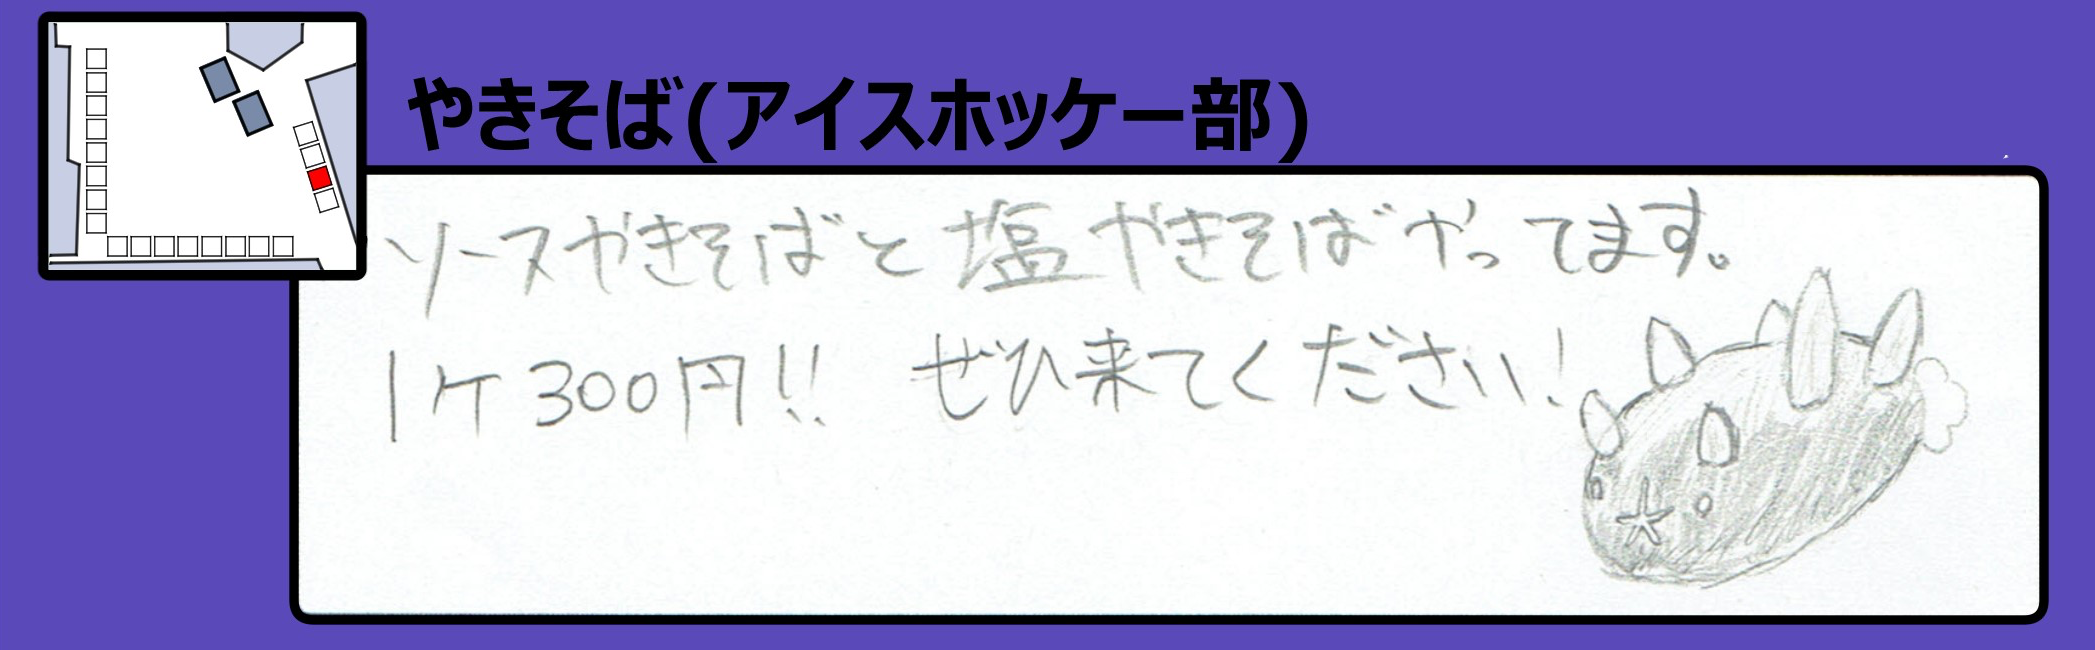 やきそば(アイスホッケー部)
ソースやきそばと塩やきそばやってます。
1ケ300円!! ぜひ来てください!